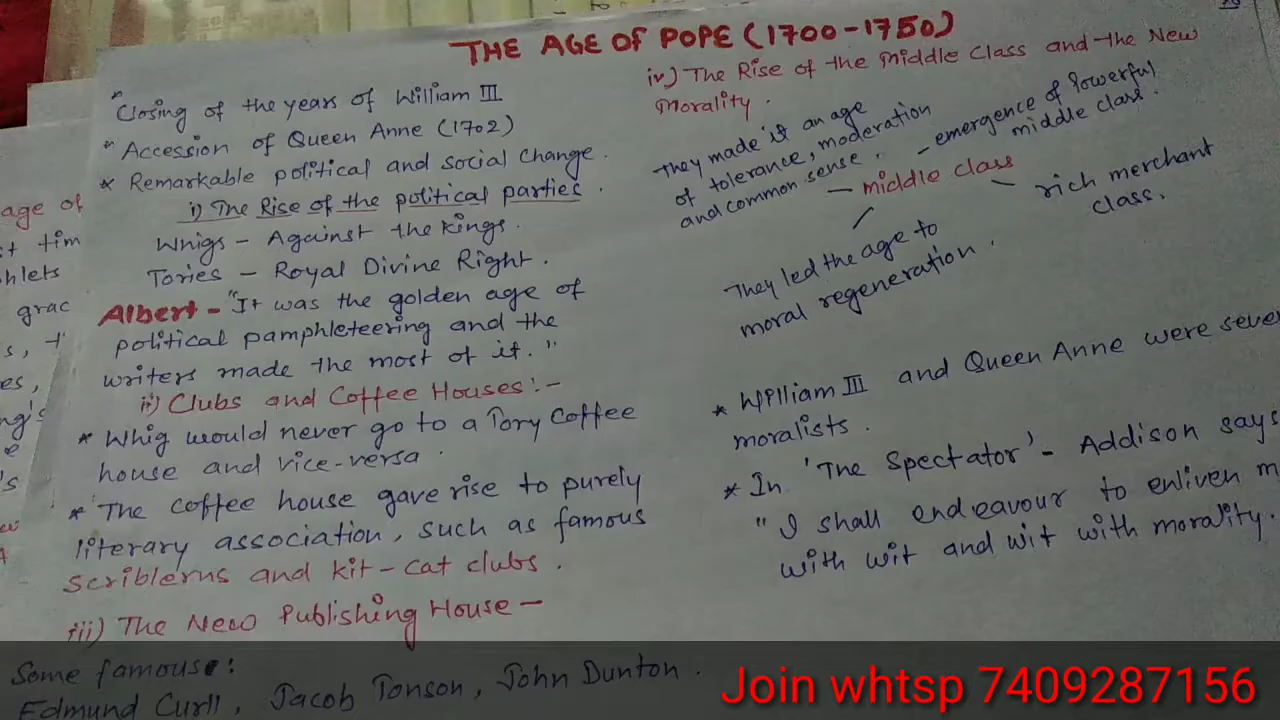 THE AGE OF POPE (1700-1750)
" Closing of the years of William III
" Accession of Queen Anne (1702)
* Remarkable political and social change.
i) The Rise of the political parties.
Whigs - Against the kings.
Tories - Royal Divine Right.
Albert - "It was the golden age of
political pamphleteering and the
writers made the most of it."
ii) Clubs and Coffee Houses:-
* Whig would never go to a Tory Coffee
house and vice-versa.
* The coffee house gave rise to purely
literary association, such as famous
scriblerus and kit-cat clubs.
iii) The New Publishing House -
Some famous:
Edmund Curll, Jacob Tonson, John Dunton.
iv) The Rise of the Middle Class and the New
Morality.
They made it an age
of tolerance, moderation
and common sense.
- emergence of powerful
middle class.
- middle class
- rich merchant
class.
They led the age to
moral regeneration.
* William III and Queen Anne were sever
moralists.
* In 'The Spectator' - Addison says
"I shall endeavour to enliven m
with wit and wit with morality.
age of
t tim
hlets
grac
s, t
es,
ng's
e
's
Join whtsp 7409287156